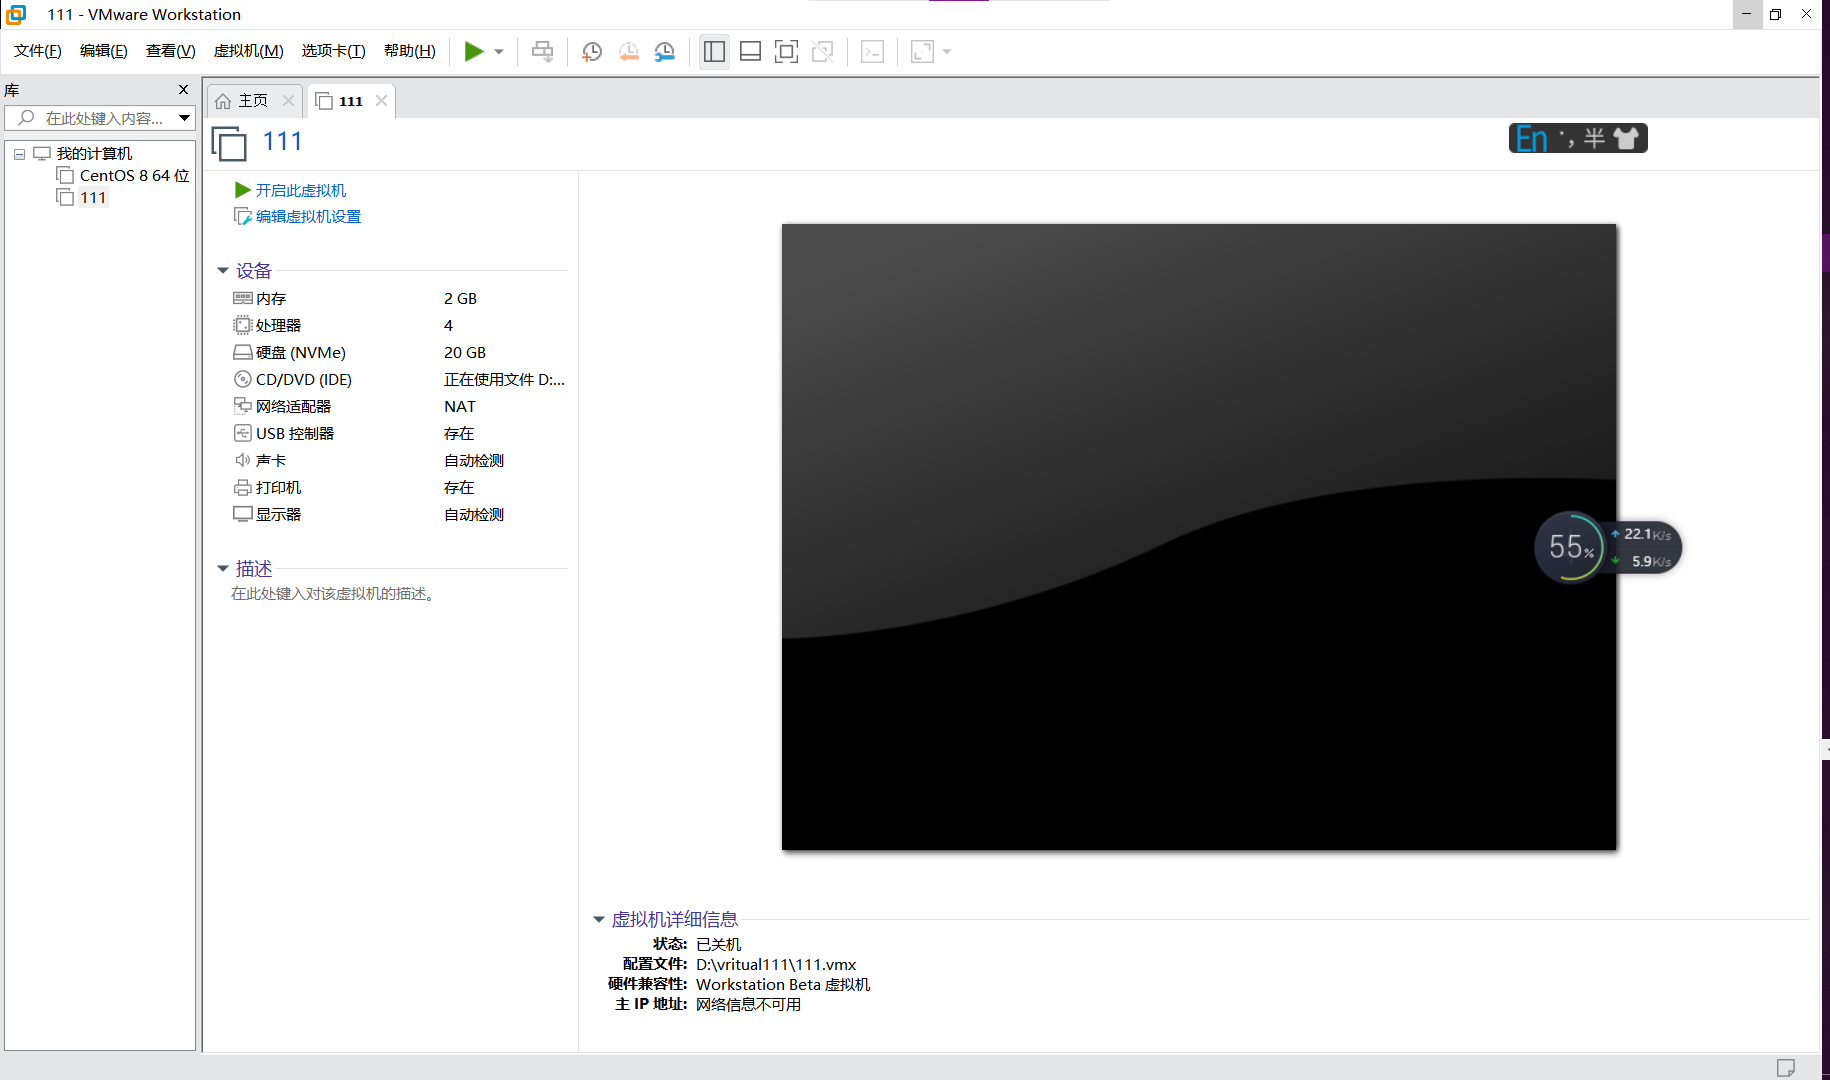 111 - VMware Workstation
文件(F) 编辑(E) 查看(V) 虚拟机(M) 选项卡(T) 帮助(H)
库
在此处键入内容...
我的计算机
CentOS 8 64 位
111
主页
111
111
En 半
开启此虚拟机
编辑虚拟机设置
设备
内存 2 GB
处理器 4
硬盘 (NVMe) 20 GB
CD/DVD (IDE) 正在使用文件 D:...
网络适配器 NAT
USB 控制器 存在
声卡 自动检测
打印机 存在
显示器 自动检测
描述
在此处键入对该虚拟机的描述。
55%
22.1K/s
5.9K/s
虚拟机详细信息
状态: 已关机
配置文件: D:\vritual111\111.vmx
硬件兼容性: Workstation Beta 虚拟机
主 IP 地址: 网络信息不可用